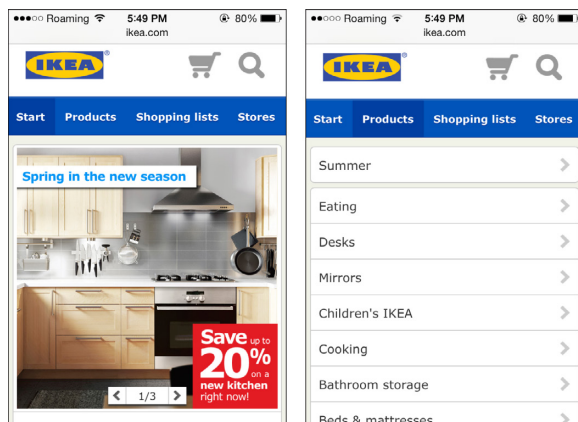 Roaming 5:49 PM 80%
ikea.com
IKEA®
Start Products Shopping lists Stores
Spring in the new season
Save up to
20%
on a
new kitchen
right now!
1/3
Roaming 5:49 PM 80%
ikea.com
IKEA®
Start Products Shopping lists Stores
Summer
Eating
Desks
Mirrors
Children's IKEA
Cooking
Bathroom storage
Beds & mattresses